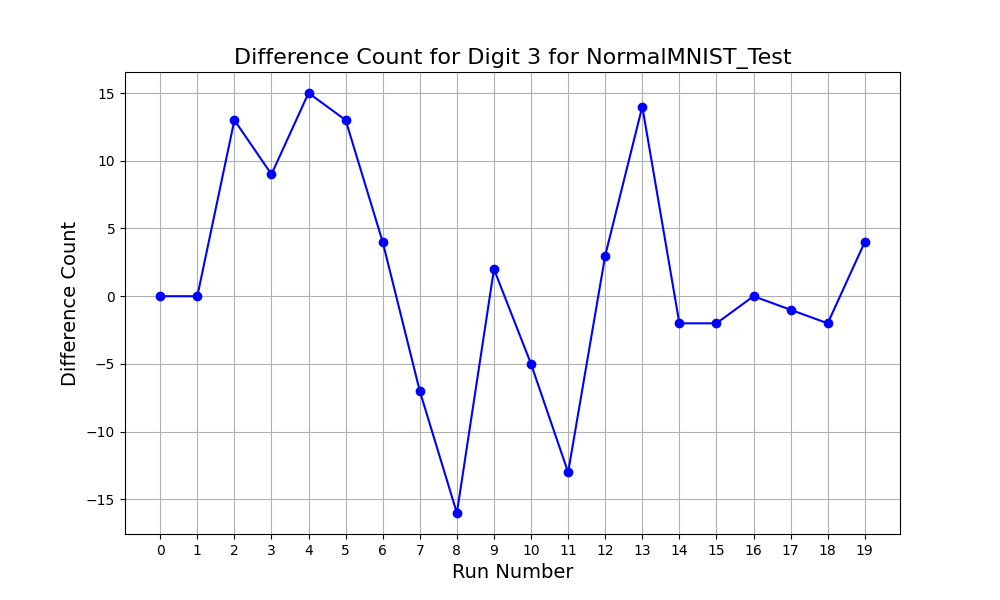 Difference Count for Digit 3 for NormalMNIST_Test
Difference Count
15
10
5
0
−5
−10
−15
0 1 2 3 4 5 6 7 8 9 10 11 12 13 14 15 16 17 18 19
Run Number